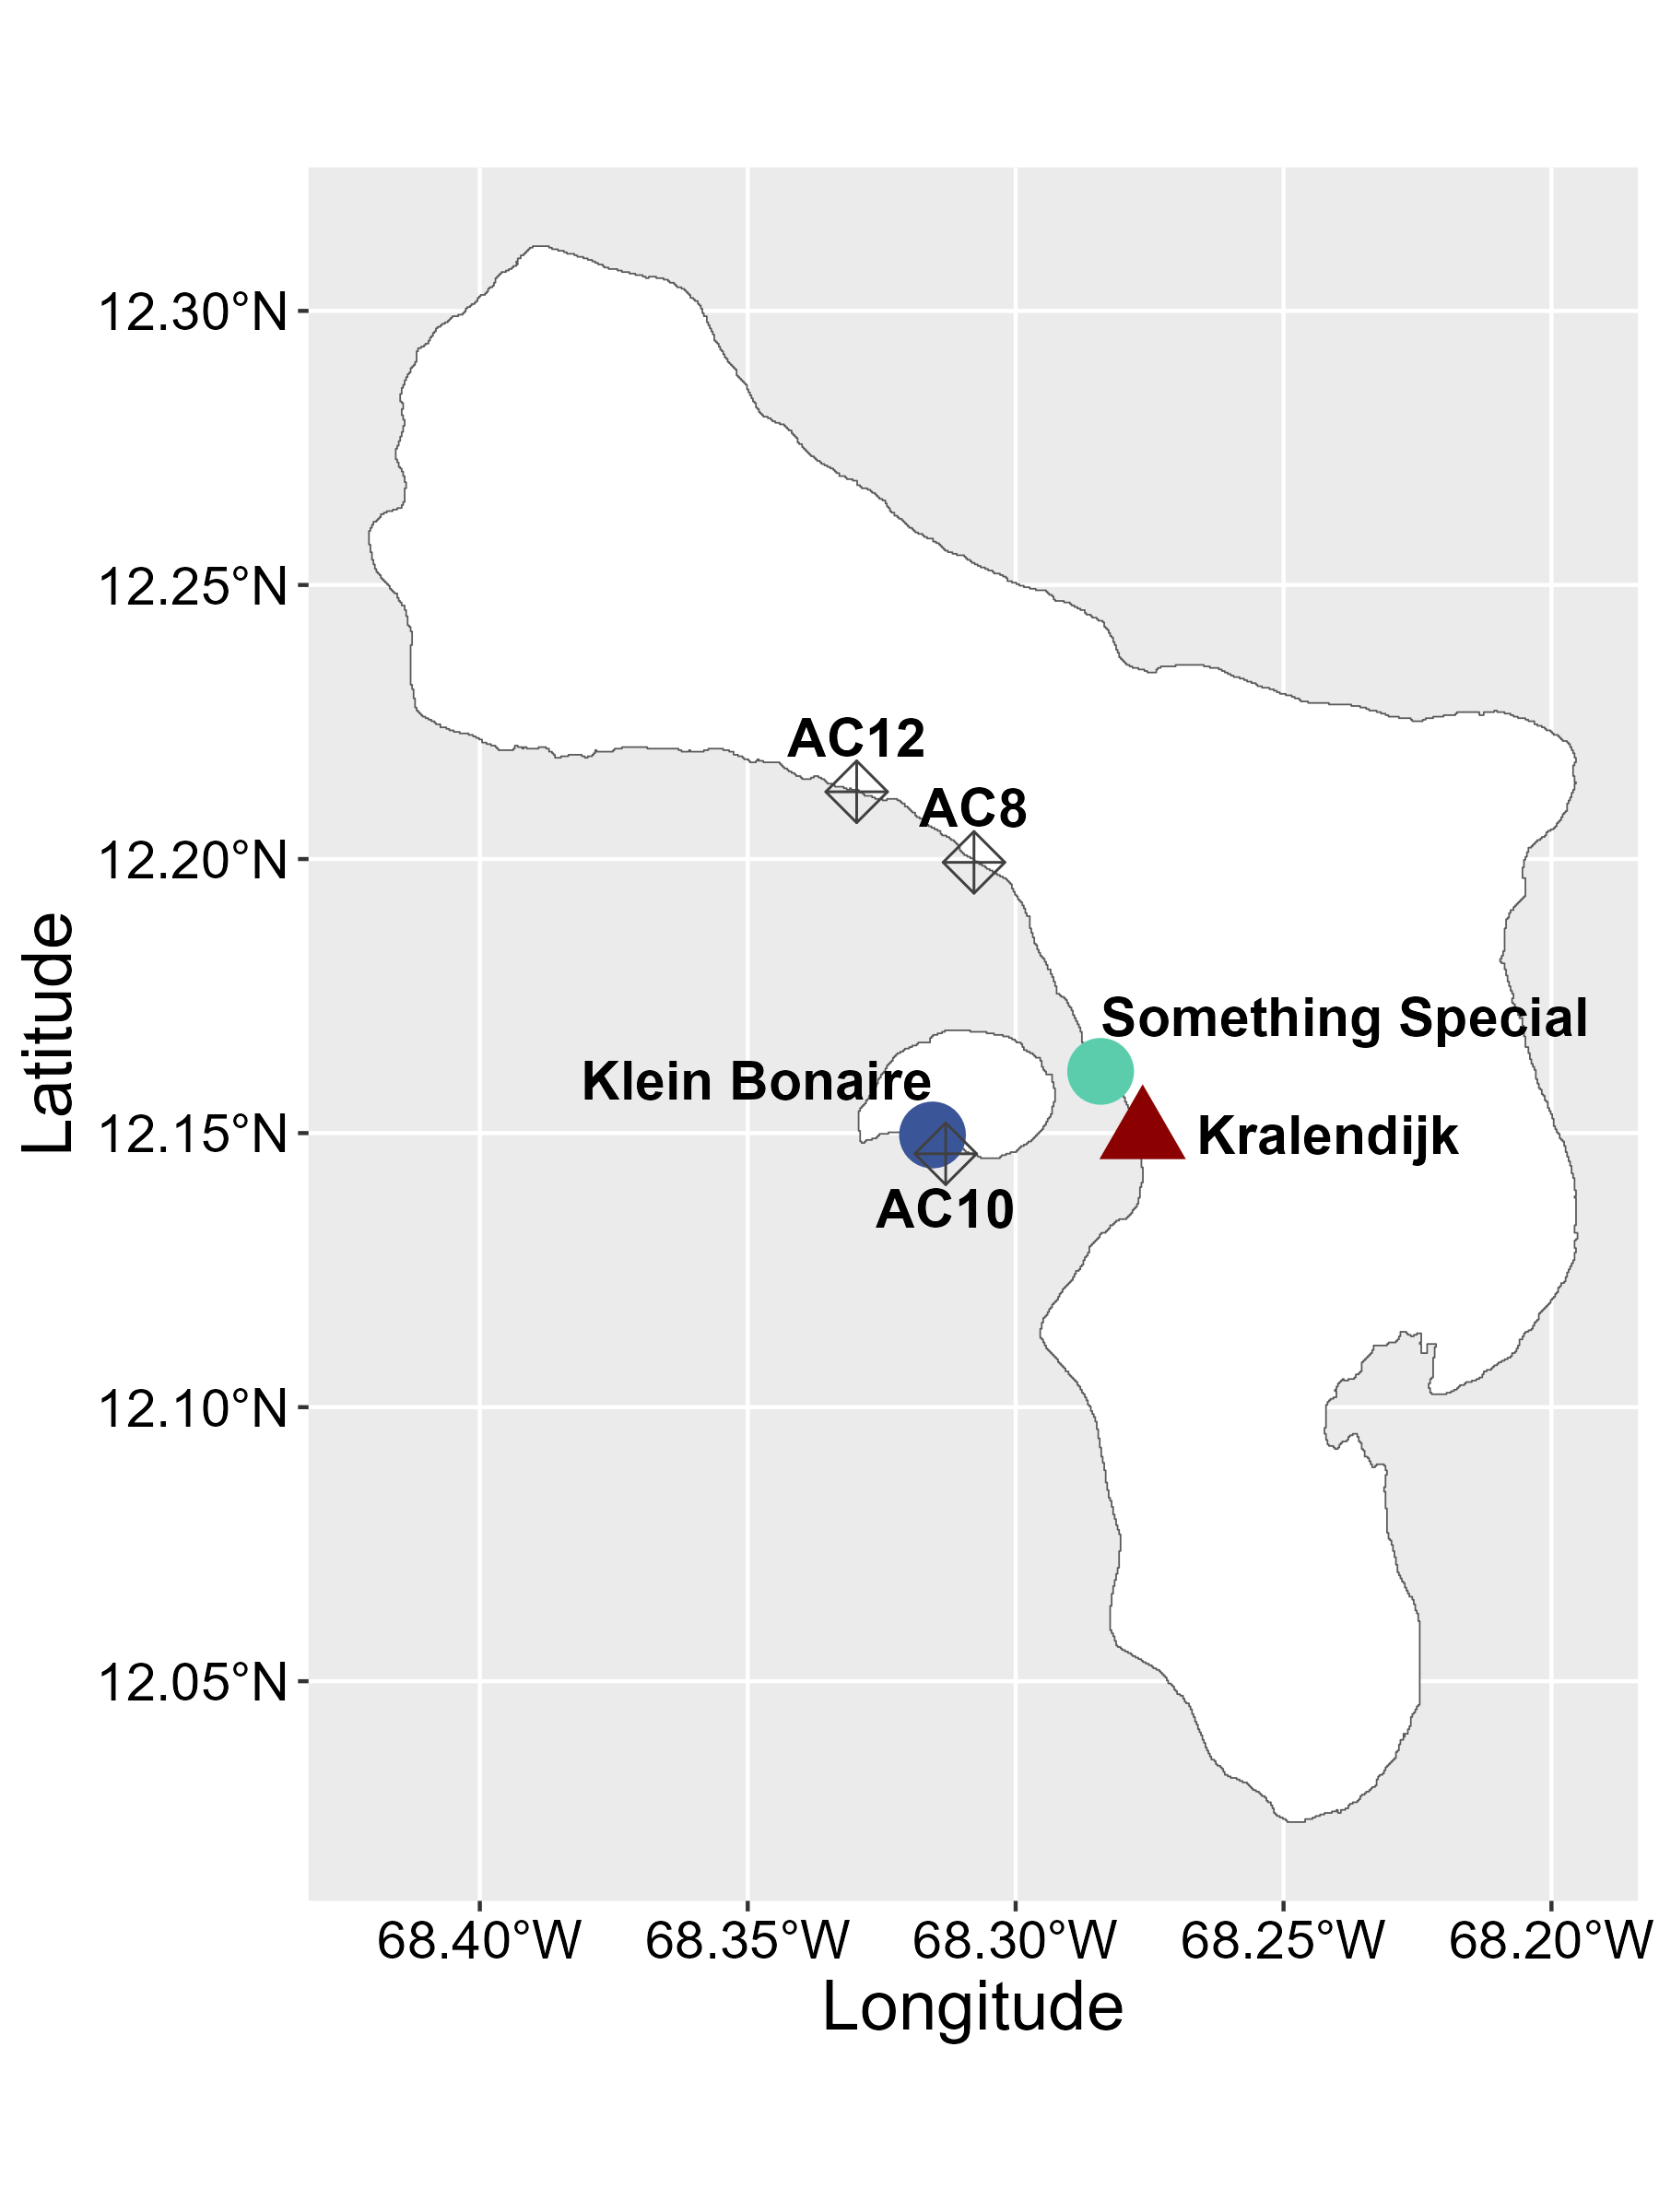 12.30°N
12.25°N
AC12
AC8
12.20°N
Something Special
Klein Bonaire
12.15°N
Kralendijk
AC10
12.10°N
12.05°N
Latitude
68.40°W 68.35°W 68.30°W 68.25°W 68.20°W
Longitude